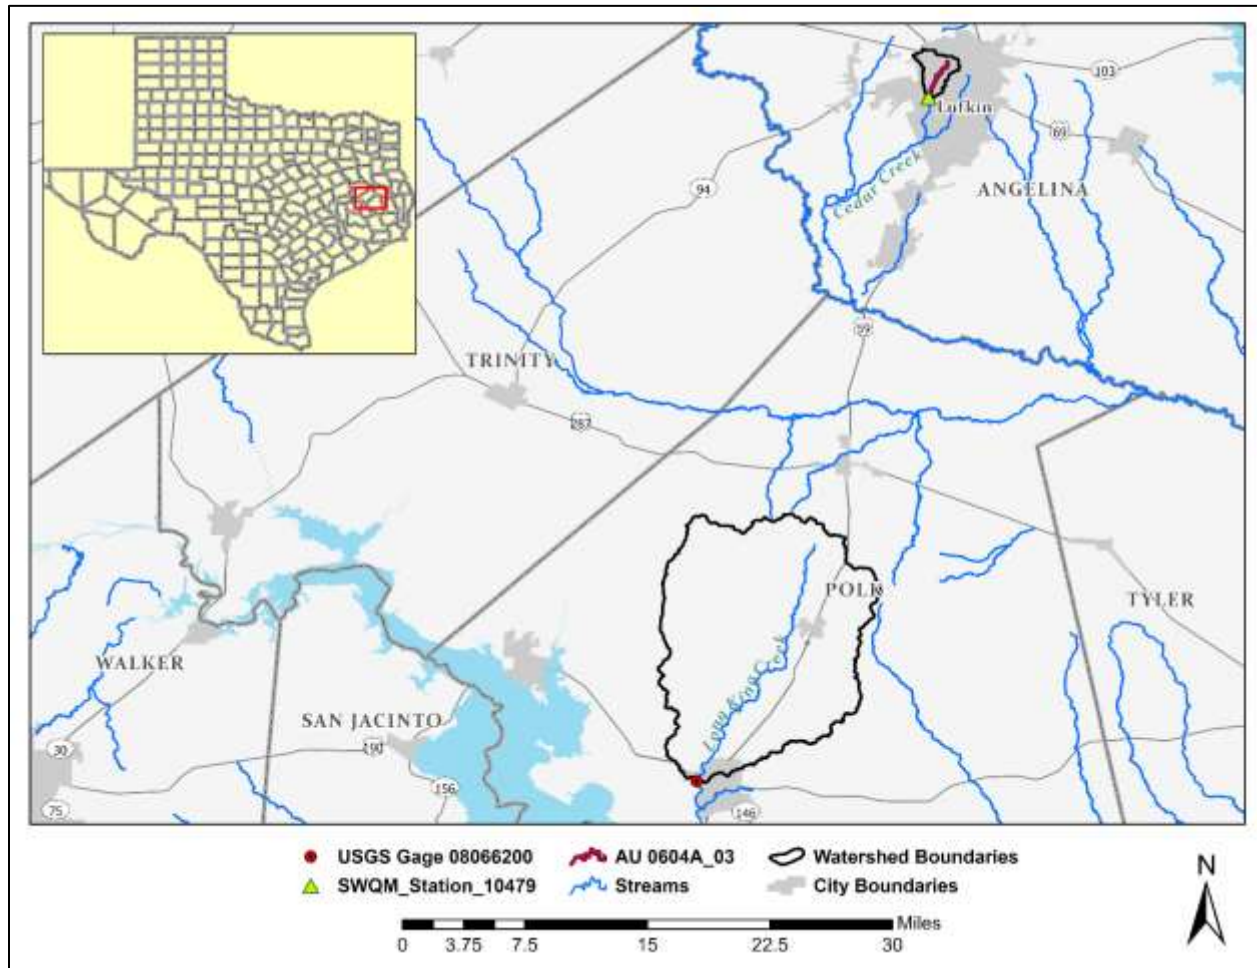 103
Lufkin
69
94
ANGELINA
Cedar Creek
59
TRINITY
287
POLK
TYLER
WALKER
Long King Creek
SAN JACINTO
30
190
156
75
146
USGS Gage 08066200
AU 0604A_03
Watershed Boundaries
SWQM_Station_10479
Streams
City Boundaries
N
Miles
0 3.75 7.5 15 22.5 30